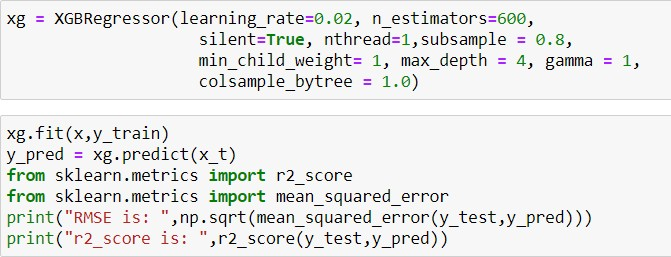 xg = XGBRegressor(learning_rate=0.02, n_estimators=600,
silent=True, nthread=1,subsample = 0.8,
min_child_weight= 1, max_depth = 4, gamma = 1,
colsample_bytree = 1.0)
xg.fit(x,y_train)
y_pred = xg.predict(x_t)
from sklearn.metrics import r2_score
from sklearn.metrics import mean_squared_error
print("RMSE is: ",np.sqrt(mean_squared_error(y_test,y_pred)))
print("r2_score is: ",r2_score(y_test,y_pred))